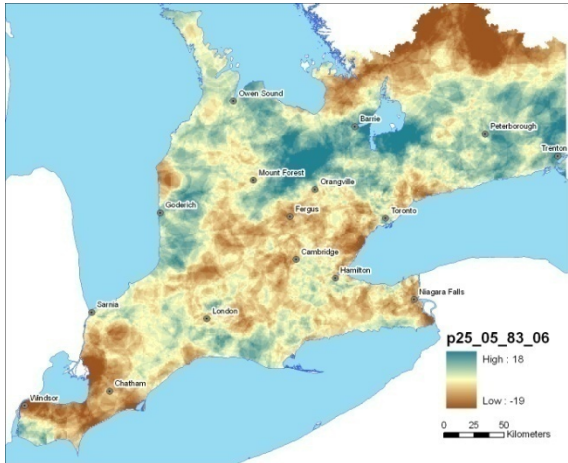 Owen Sound
Barrie
Peterborough
Trenton
Mount Forest
Orangville
Goderich
Fergus
Toronto
Cambridge
Hamilton
Niagara Falls
Sarnia
London
p25_05_83_06
High : 18
Low : -19
Chatham
Windsor
0 25 50
Kilometers